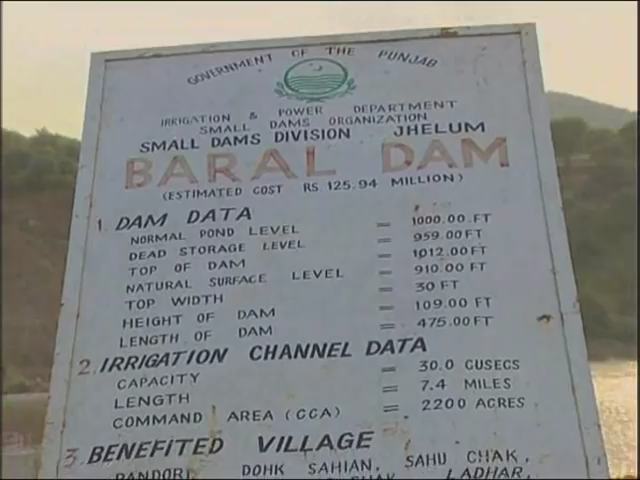 GOVERNMENT OF THE PUNJAB
IRRIGATION & POWER DEPARTMENT
SMALL DAMS ORGANIZATION
SMALL DAMS DIVISION JHELUM
BARAL DAM
(ESTIMATED COST RS 125.94 MILLION)
1. DAM DATA
NORMAL POND LEVEL = 1000.00 FT
DEAD STORAGE LEVEL = 959.00 FT
TOP OF DAM = 1012.00 FT
NATURAL SURFACE LEVEL = 910.00 FT
TOP WIDTH = 30 FT
HEIGHT OF DAM = 109.00 FT
LENGTH OF DAM = 475.00 FT
2. IRRIGATION CHANNEL DATA
CAPACITY = 30.0 CUSECS
LENGTH = 7.4 MILES
COMMAND AREA (CCA) = 2200 ACRES
3. BENEFITED VILLAGE
PANDORI DOHK SAHIAN, SAHU CHAK,
CHAK LADHAR,